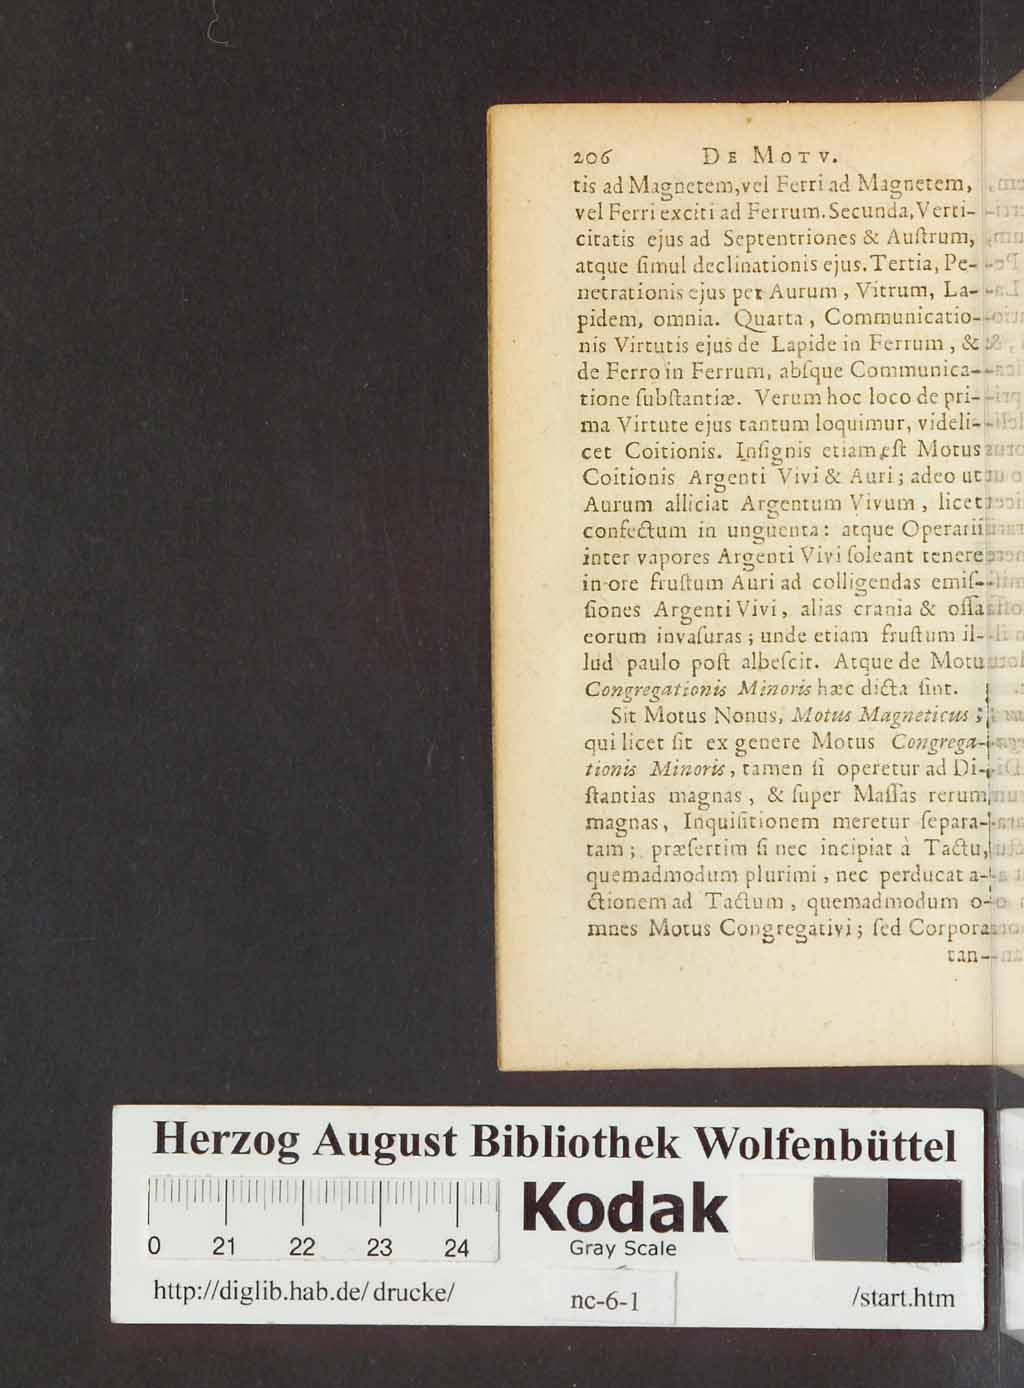 206 DE MOTV.
tis ad Magnetem, vel Ferri ad Magnetem,
vel Ferri exciti ad Ferrum. Secunda, Verti-
citatis ejus ad Septentriones & Auſtrum,
atque ſimul declinationis ejus. Tertia, Pe-
netrationis ejus per Aurum, Vitrum, La-
pidem, omnia. Quarta, Communicatio-
nis Virtutis ejus de Lapide in Ferrum, &
de Ferro in Ferrum, abſque Communica-
tione ſubſtantiæ. Verum hoc loco de pri-
ma Virtute ejus tantum loquimur, videli-
cet Coitionis. Inſignis etiam eſt Motus
Coitionis Argenti Vivi & Auri; adeo ut
Aurum alliciat Argentum Vivum, licet
confectum in unguenta: atque Operarii
inter vapores Argenti Vivi ſoleant tenere
in ore fruſtum Auri ad colligendas emiſ-
ſiones Argenti Vivi, alias crania & oſſa
eorum invaſuras; unde etiam fruſtum il-
lud paulo poſt albeſcit. Atque de Motu
Congregationis Minoris hæc dicta ſint.
Sit Motus Nonus, Motus Magneticus;
qui licet ſit ex genere Motus Congrega-
tionis Minoris, tamen ſi operetur ad Di-
ſtantias magnas, & ſuper Maſſas rerum
magnas, Inquiſitionem meretur ſepara-
tam; præſertim ſi nec incipiat à Tactu,
quemadmodum plurimi, nec perducat a-
ctionem ad Tactum, quemadmodum o-
mnes Motus Congregativi; ſed Corpora
tan-
Herzog August Bibliothek Wolfenbüttel
0 21 22 23 24
Kodak
Gray Scale
http://diglib.hab.de/drucke/ nc-6-1 /start.htm